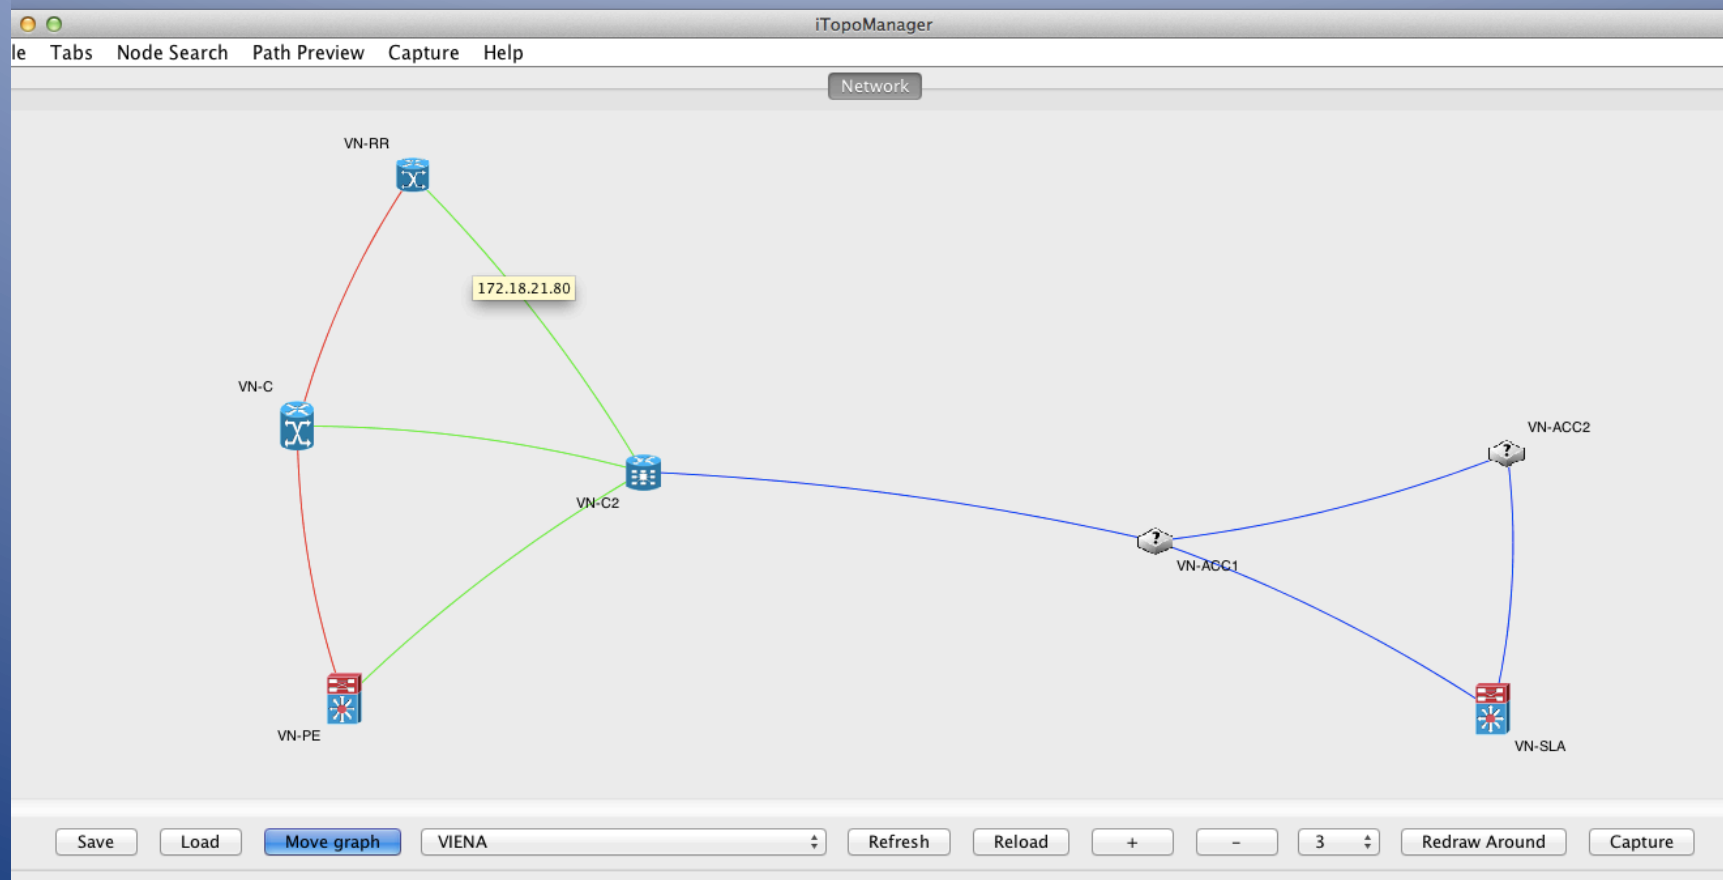 iTopoManager
le Tabs Node Search Path Preview Capture Help
Network
VN-RR
172.18.21.80
VN-C
VN-ACC2
?
VN-C2
?
VN-ACC1
VN-PE
VN-SLA
Save Load Move graph VIENA Refresh Reload + - 3 Redraw Around Capture